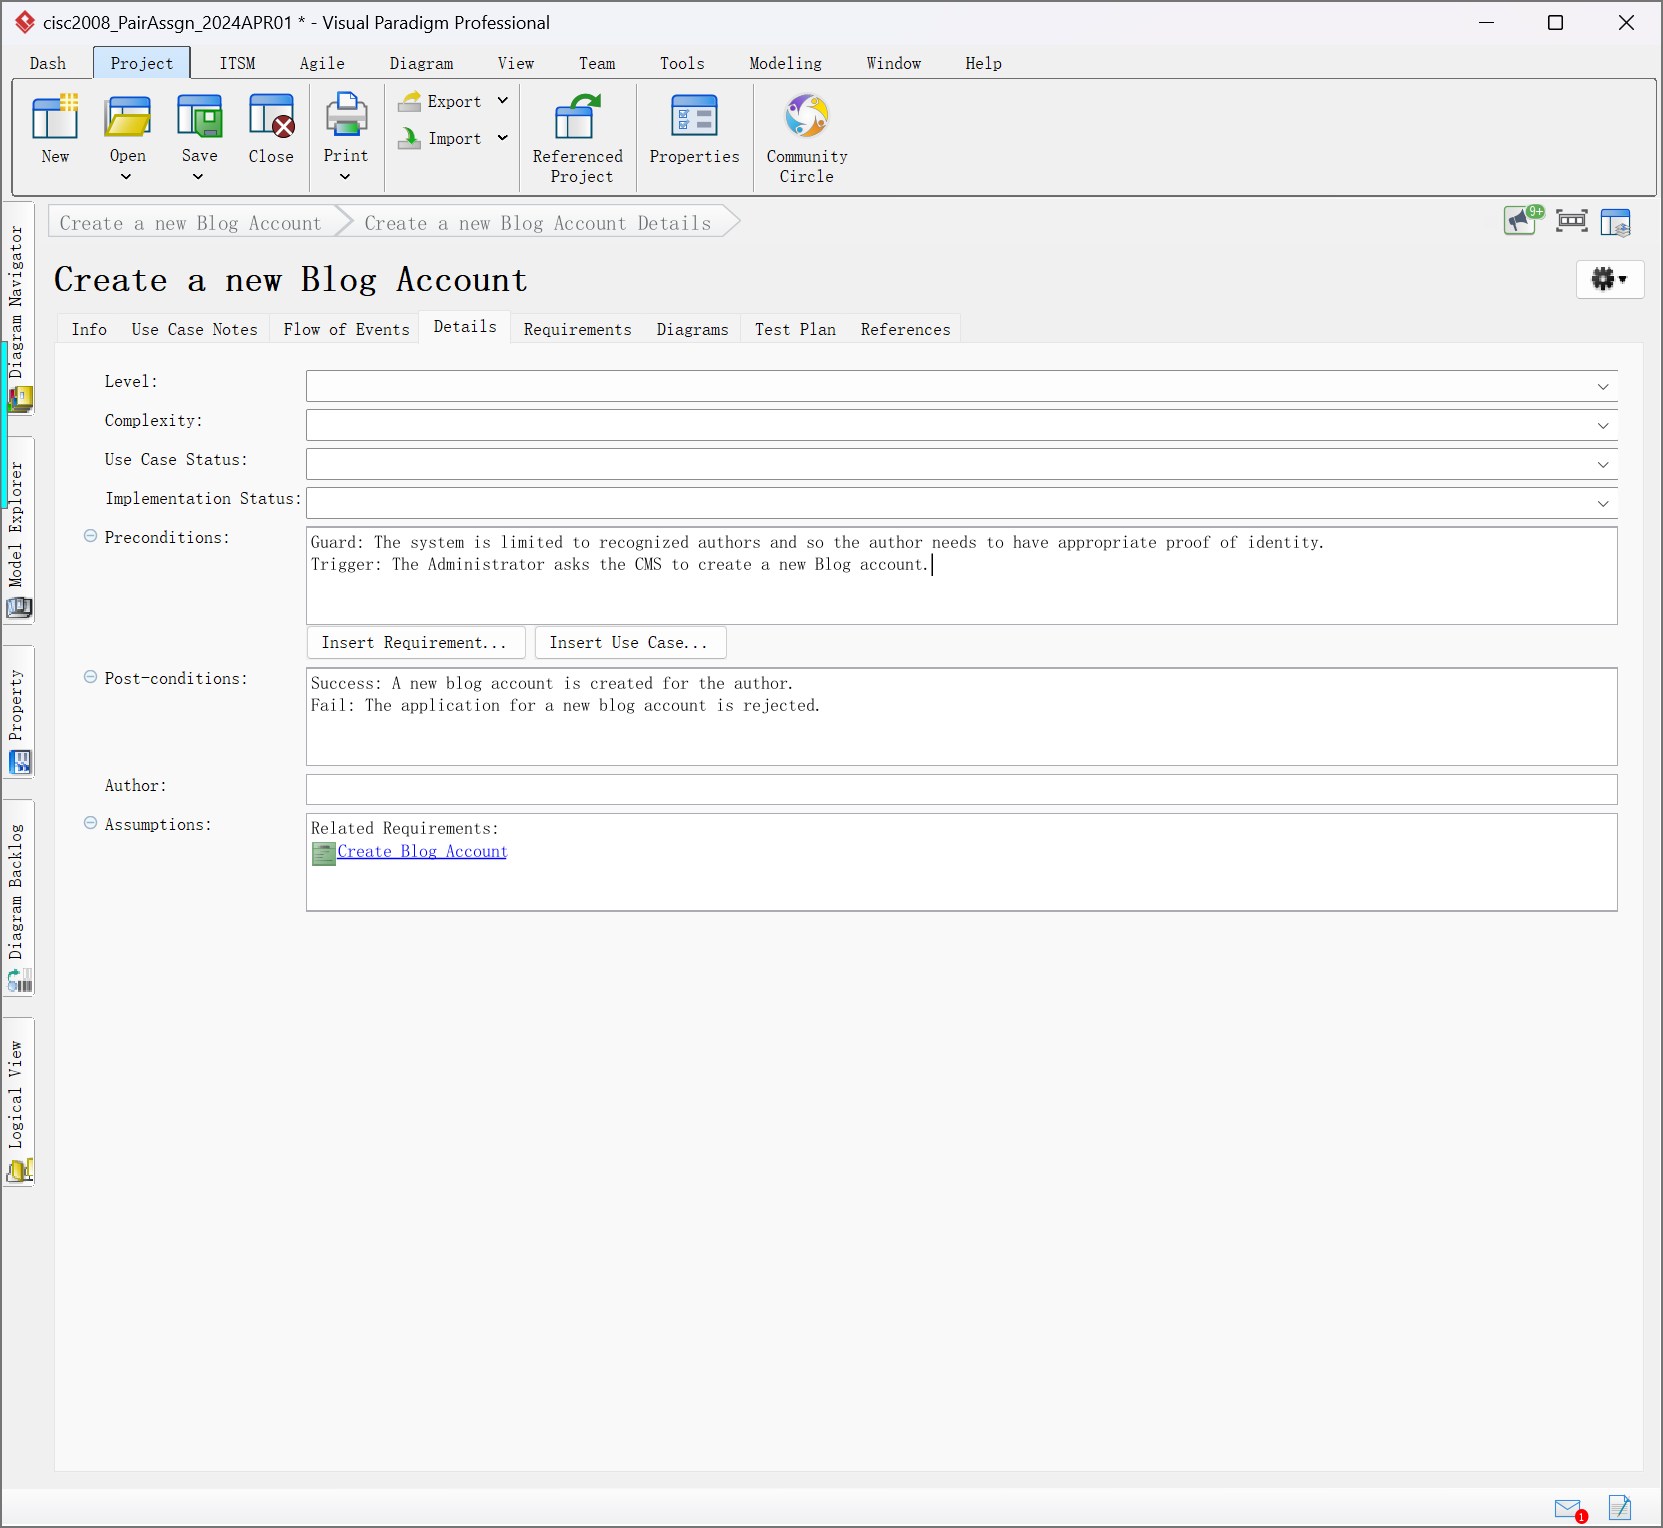 cisc2008_PairAssgn_2024APR01 * - Visual Paradigm Professional
Dash Project ITSM Agile Diagram View Team Tools Modeling Window Help
New
Open
Save
Close
Print
Export
Import
Referenced Project
Properties
Community Circle
Create a new Blog Account
Create a new Blog Account Details
9+
Create a new Blog Account
Info Use Case Notes Flow of Events Details Requirements Diagrams Test Plan References
Level:
Complexity:
Use Case Status:
Implementation Status:
Preconditions:
Guard: The system is limited to recognized authors and so the author needs to have appropriate proof of identity.
Trigger: The Administrator asks the CMS to create a new Blog account.
Insert Requirement... Insert Use Case...
Post-conditions:
Success: A new blog account is created for the author.
Fail: The application for a new blog account is rejected.
Author:
Assumptions:
Related Requirements:
Create Blog Account
Diagram Navigator
Model Explorer
Property
Diagram Backlog
Logical View
1